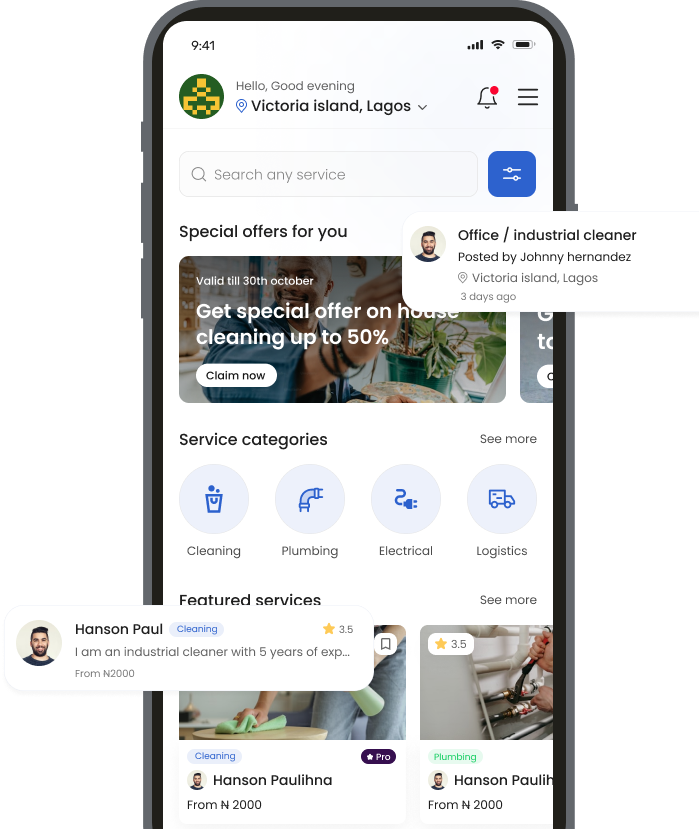 9:41
Hello, Good evening
Victoria island, Lagos
Search any service
Special offers for you
Office / industrial cleaner
Posted by Johnny hernandez
Victoria island, Lagos
3 days ago
Valid till 30th october
Get special offer on house
cleaning up to 50%
Claim now
G
to
C
Service categories
See more
Cleaning
Plumbing
Electrical
Logistics
Featured services
See more
Hanson Paul
Cleaning
3.5
I am an industrial cleaner with 5 years of exp...
From ₦2000
3.5
Cleaning
Pro
Hanson Paulihna
From ₦ 2000
Plumbing
Hanson Paulih
From ₦ 2000